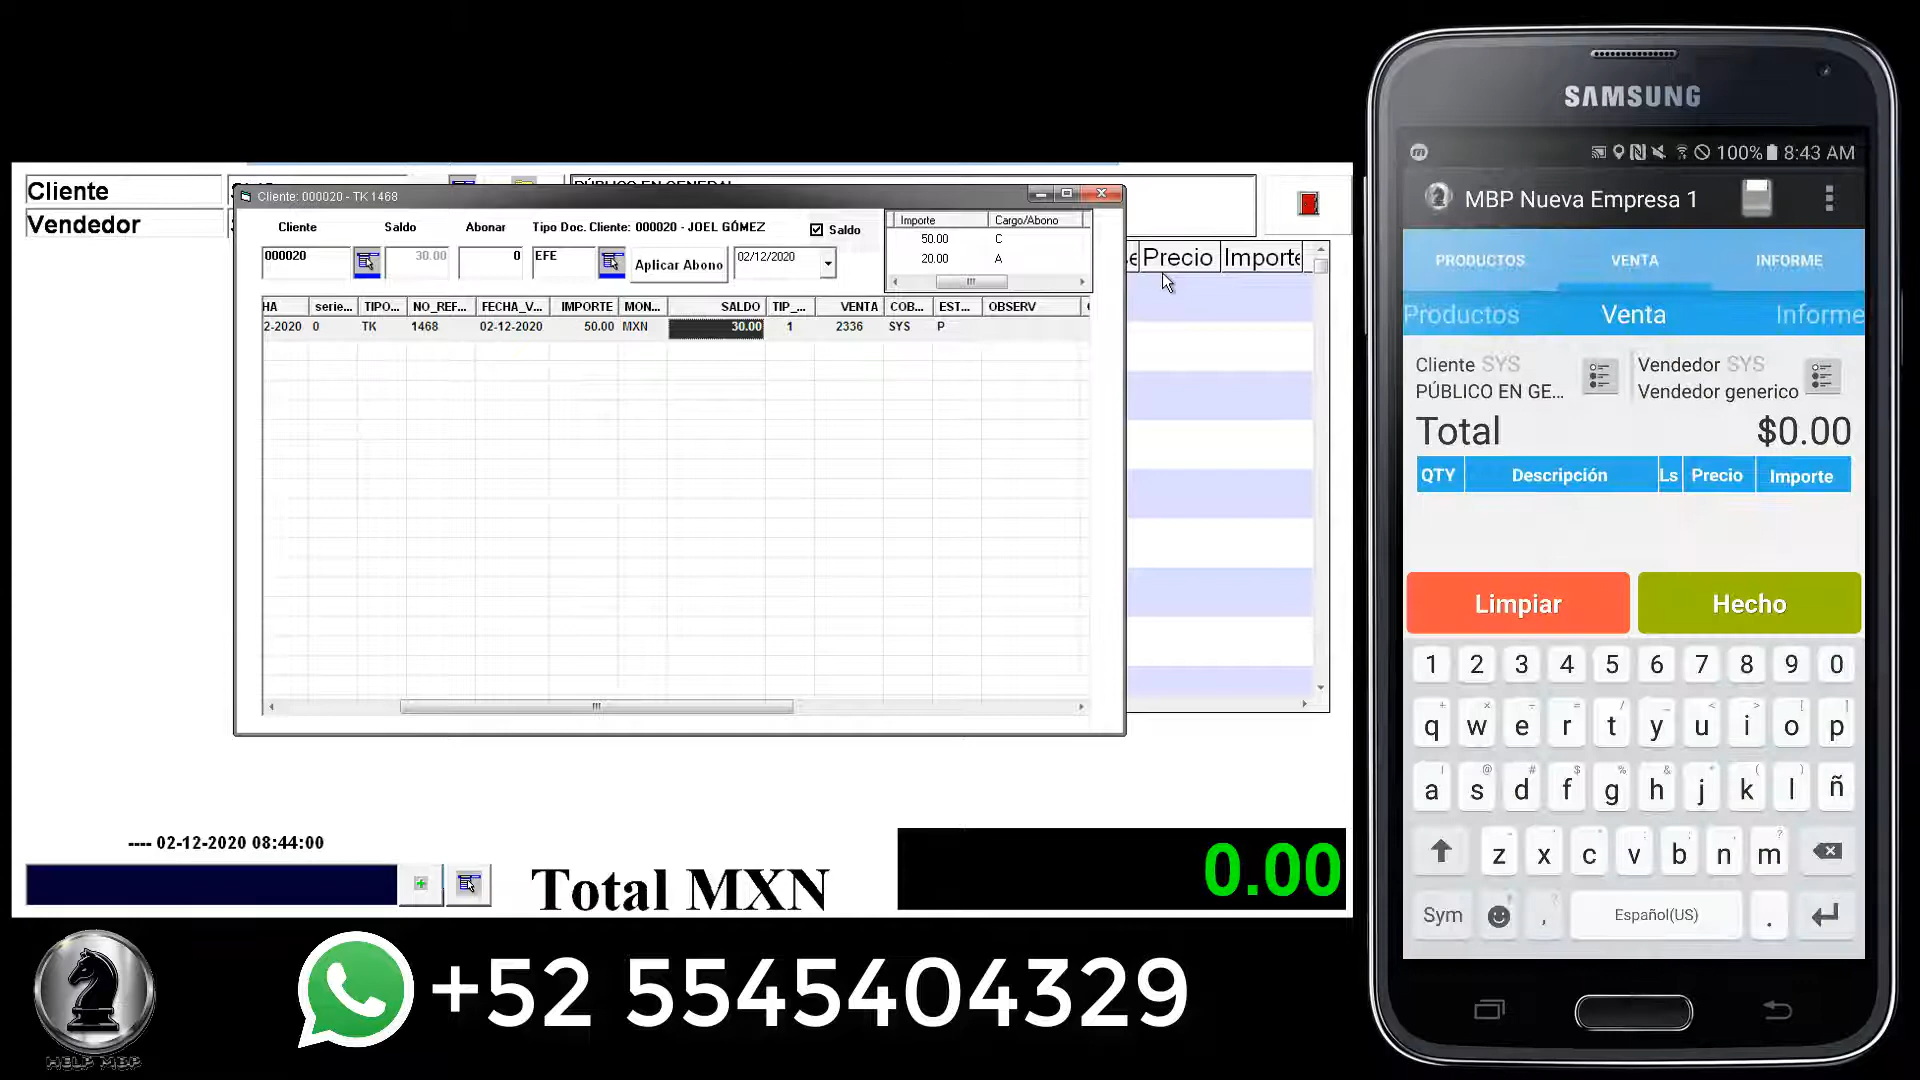 Cliente
Vendedor
PÚBLICO EN GENERAL
Cliente: 000020 - TK 1468
Cliente Saldo Abonar Tipo Doc. Cliente: 000020 - JOEL GÓMEZ Saldo
000020 30.00 0 EFE Aplicar Abono 02/12/2020
Importe Cargo/Abono
50.00 C
20.00 A
HA serie... TIPO... NO_REF... FECHA_V... IMPORTE MON... SALDO TIP_... VENTA COB... EST... OBSERV
2-2020 0 TK 1468 02-12-2020 50.00 MXN 30.00 1 2336 SYS P
Precio Importe
---- 02-12-2020 08:44:00
Total MXN 0.00
HELP MBP
+52 5545404329
SAMSUNG
100% 8:43 AM
MBP Nueva Empresa 1
PRODUCTOS VENTA INFORME
Productos Venta Informe
Cliente SYS Vendedor SYS
PÚBLICO EN GE... Vendedor generico
Total $0.00
QTY Descripción Ls Precio Importe
Limpiar Hecho
1 2 3 4 5 6 7 8 9 0
q w e r t y u i o p
a s d f g h j k l ñ
z x c v b n m
Sym , Español(US) .